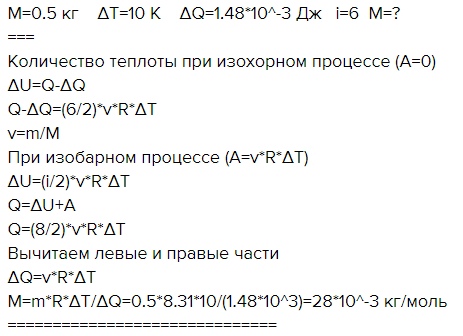 M=0.5 кг ΔT=10 К ΔQ=1.48*10^-3 Дж i=6 M=?
===
Количество теплоты при изохорном процессе (А=0)
ΔU=Q-ΔQ
Q-ΔQ=(6/2)*v*R*ΔT
v=m/M
При изобарном процессе (A=v*R*ΔT)
ΔU=(i/2)*v*R*ΔT
Q=ΔU+A
Q=(8/2)*v*R*ΔT
Вычитаем левые и правые части
ΔQ=v*R*ΔT
M=m*R*ΔT/ΔQ=0.5*8.31*10/(1.48*10^3)=28*10^-3 кг/моль
==============================